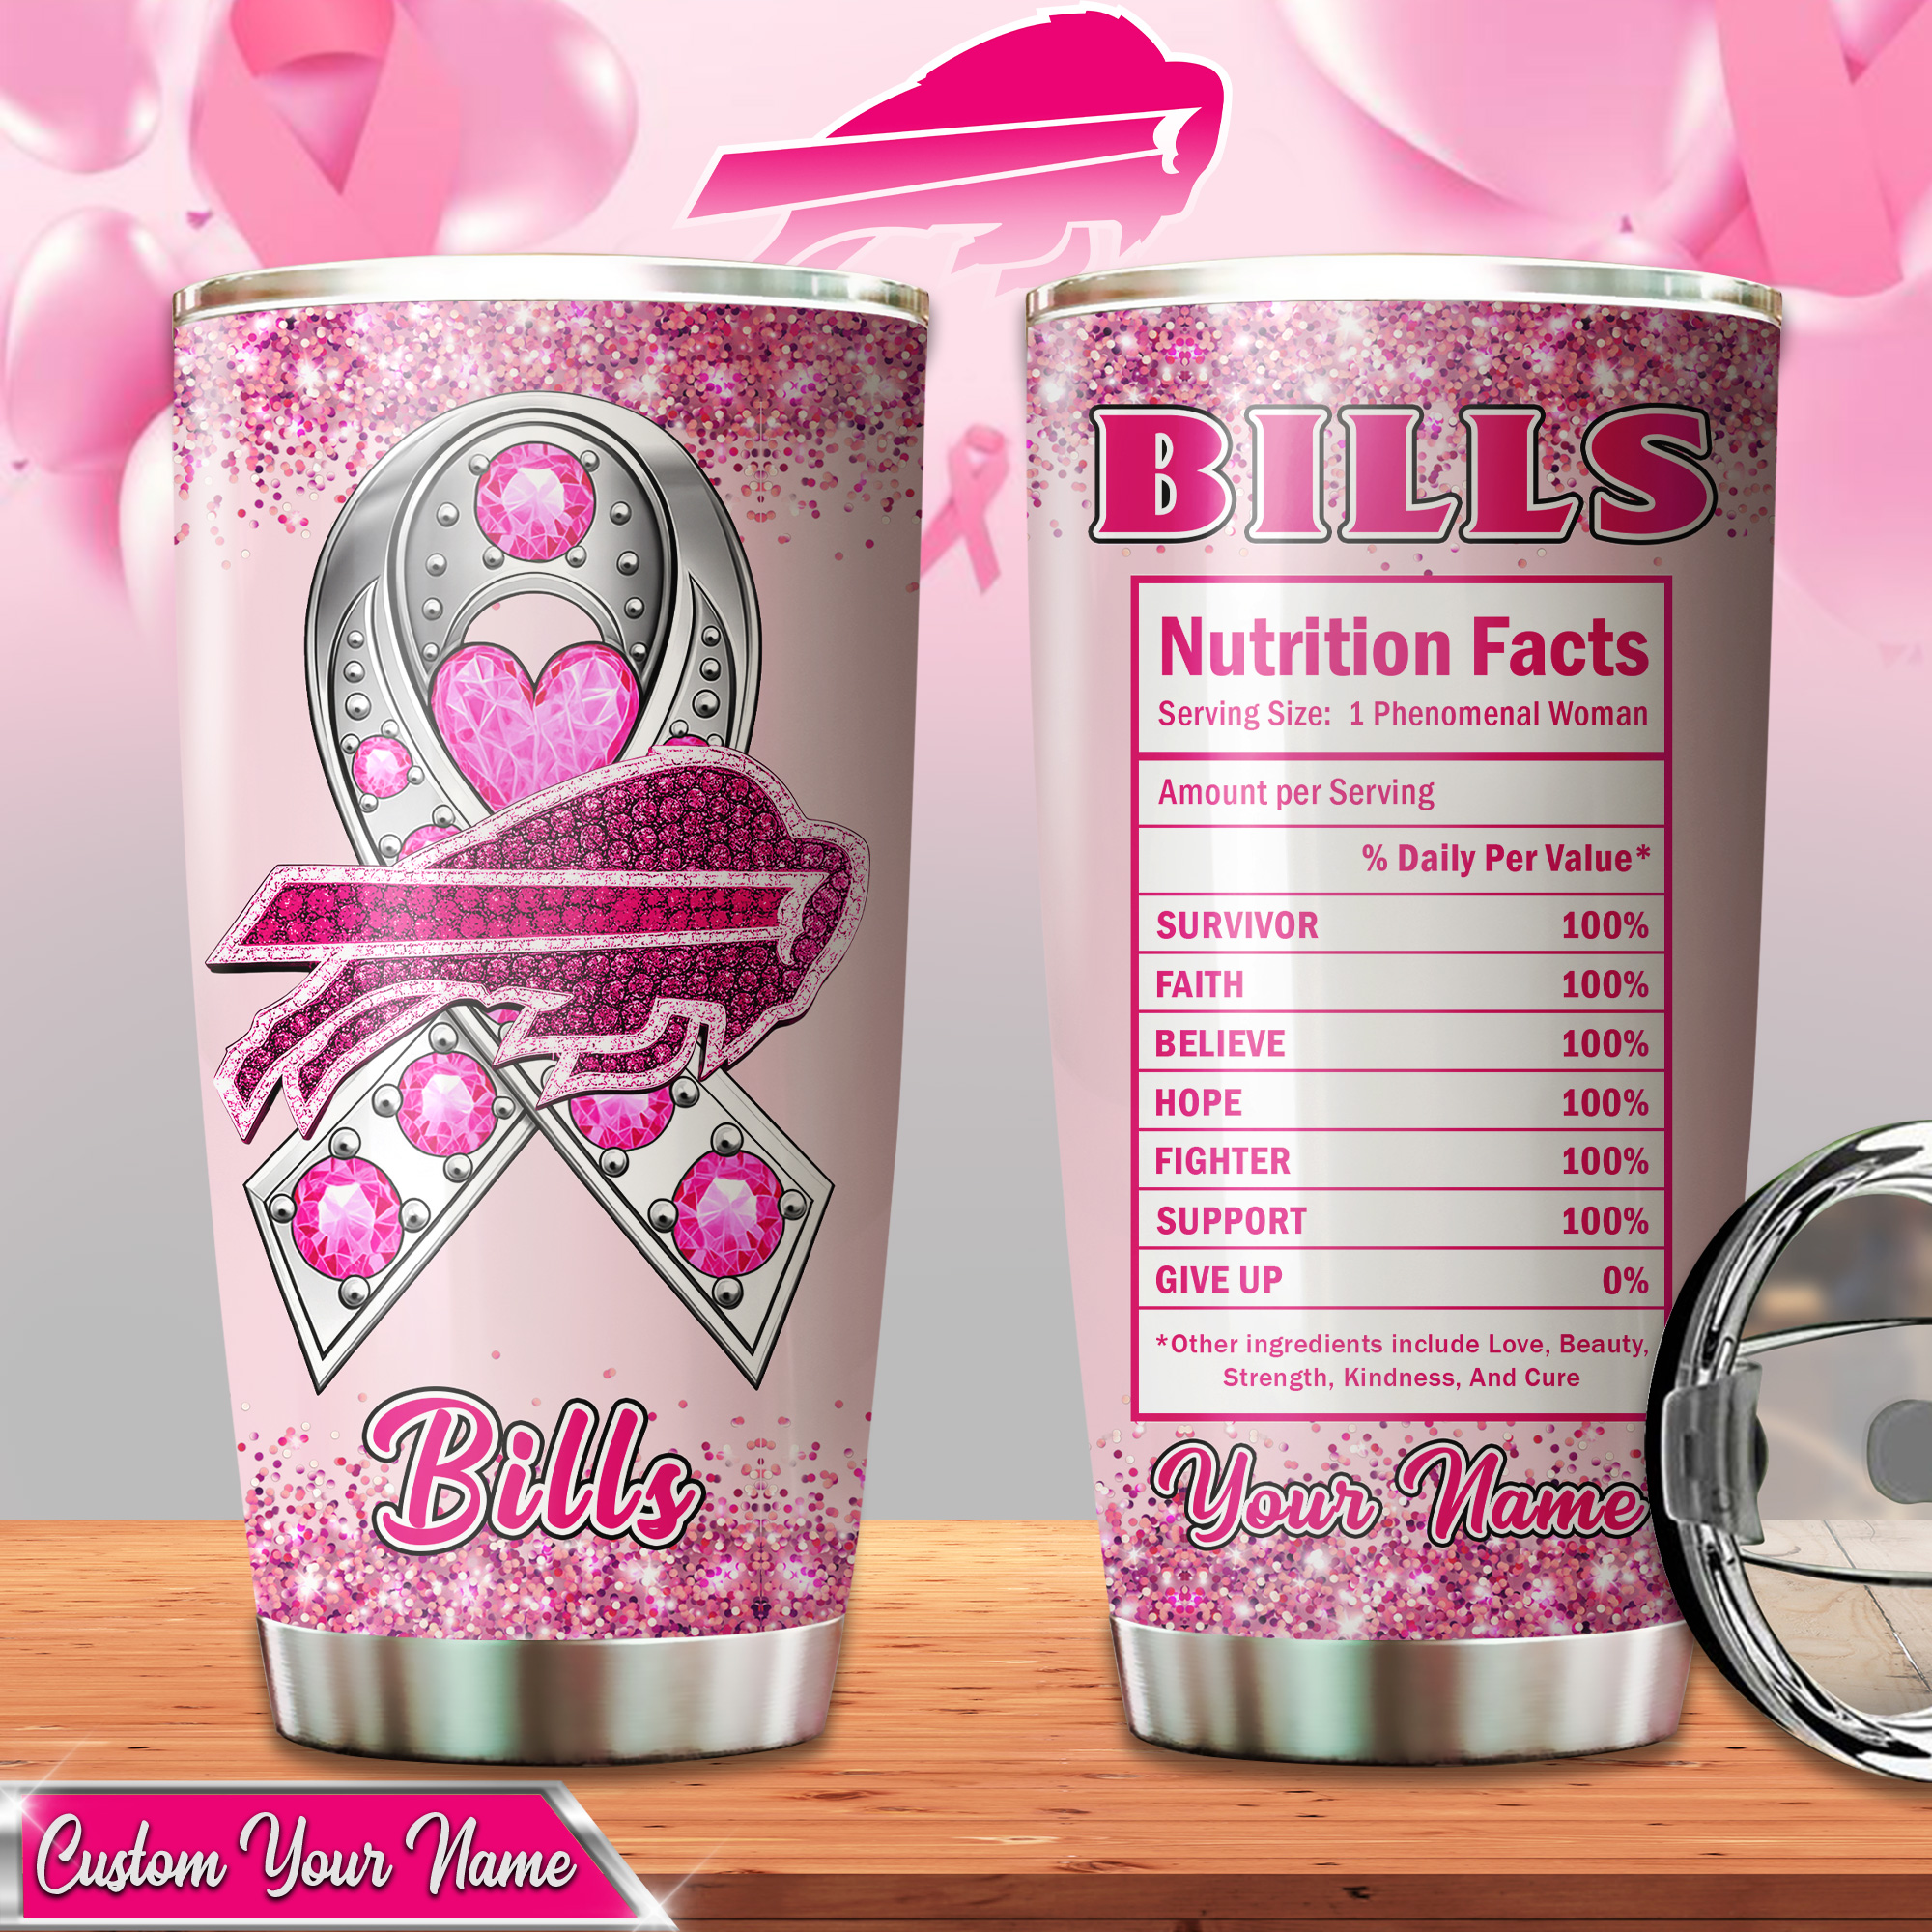 BILLS
Nutrition Facts
Serving Size: 1 Phenomenal Woman
Amount per Serving
% Daily Per Value*
SURVIVOR 100%
FAITH 100%
BELIEVE 100%
HOPE 100%
FIGHTER 100%
SUPPORT 100%
GIVE UP 0%
*Other ingredients include Love, Beauty,
Strength, Kindness, And Cure
Bills
Your Name
Custom Your Name